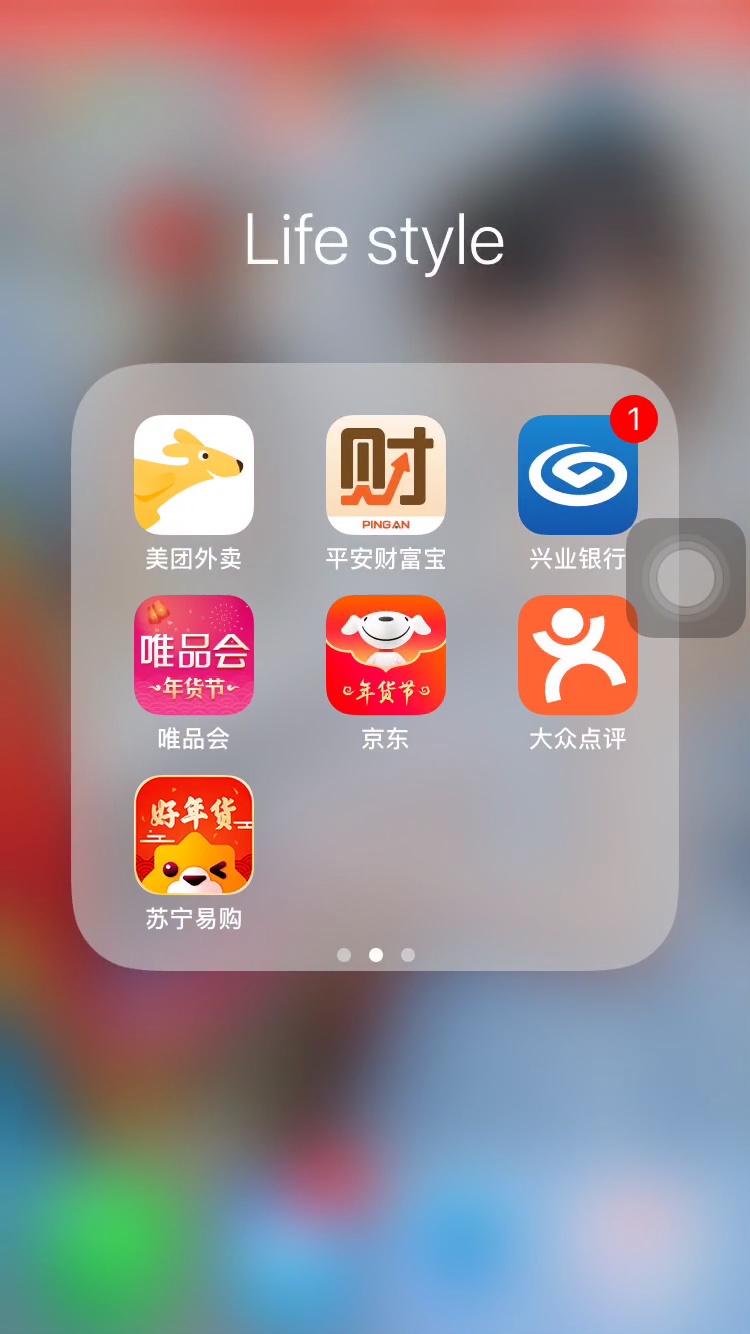 Life style
财
PINGAN
1
美团外卖
平安财富宝
兴业银行
唯品会
年货节
年货节
唯品会
京东
大众点评
好年货
苏宁易购